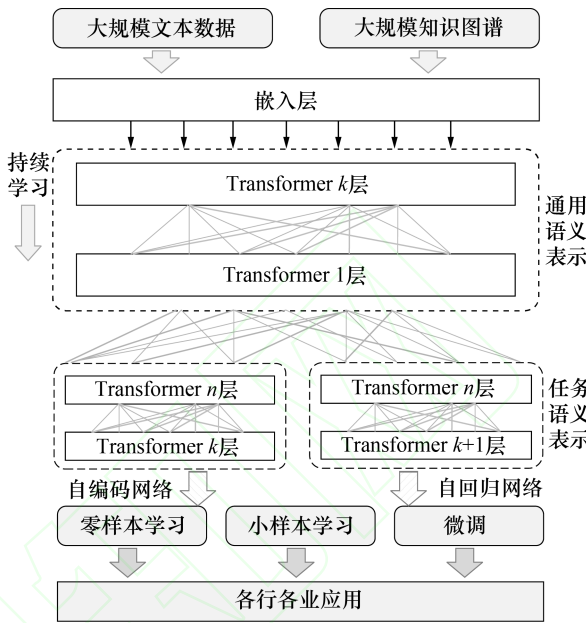 大规模文本数据
大规模知识图谱
嵌入层
持续
学习
Transformer k层
Transformer 1层
通用
语义
表示
Transformer n层
Transformer k层
Transformer n层
Transformer k+1层
任务
语义
表示
自编码网络
自回归网络
零样本学习
小样本学习
微调
各行各业应用